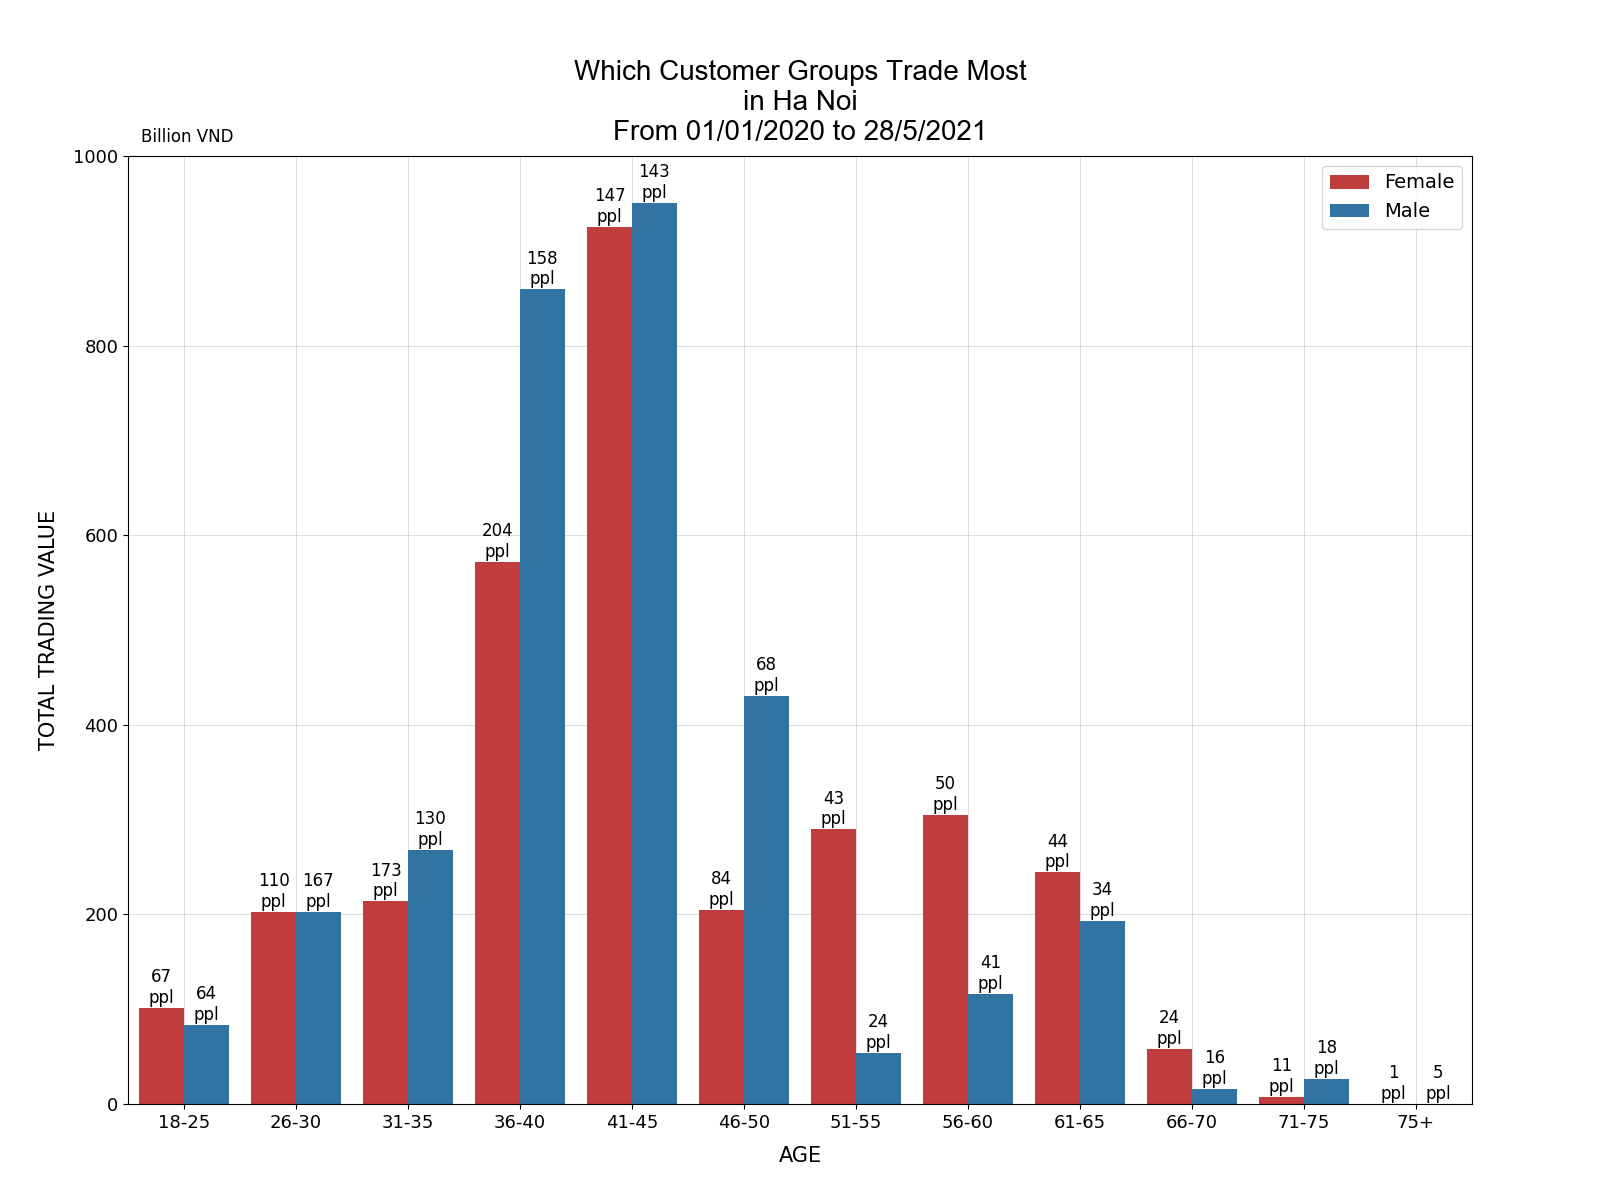 Which Customer Groups Trade Most
in Ha Noi
From 01/01/2020 to 28/5/2021
Billion VND
1000
800
600
400
200
0
TOTAL TRADING VALUE
Female
Male
67
ppl
64
ppl
110
ppl
167
ppl
173
ppl
130
ppl
204
ppl
158
ppl
147
ppl
143
ppl
84
ppl
68
ppl
43
ppl
24
ppl
50
ppl
41
ppl
44
ppl
34
ppl
24
ppl
16
ppl
11
ppl
18
ppl
1
ppl
5
ppl
18-25
26-30
31-35
36-40
41-45
46-50
51-55
56-60
61-65
66-70
71-75
75+
AGE